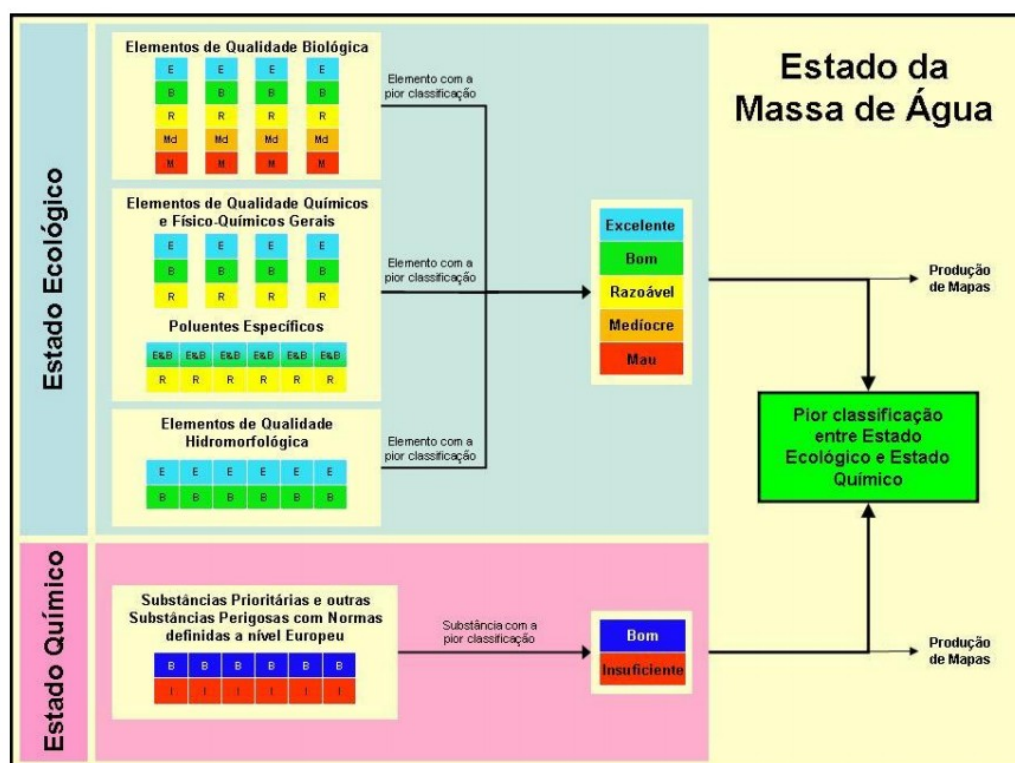 Estado da
Massa de Água
Estado Ecológico
Elementos de Qualidade Biológica
E E E E
B B B B
R R R R
Md Md Md Md
M M M M
Elemento com a
pior classificação
Elementos de Qualidade Químicos
e Físico-Químicos Gerais
E E E E
B B B B
R R R R
Poluentes Específicos
E&B E&B E&B E&B E&B E&B
R R R R R R
Elemento com a
pior classificação
Elementos de Qualidade
Hidromorfológica
E E E E E E
B B B B B B
Elemento com a
pior classificação
Excelente
Bom
Razoável
Medíocre
Mau
Produção
de Mapas
Pior classificação
entre Estado
Ecológico e Estado
Químico
Estado Químico
Substâncias Prioritárias e outras
Substâncias Perigosas com Normas
definidas a nível Europeu
B B B B B B
I I I I I I
Substância com a
pior classificação
Bom
Insuficiente
Produção
de Mapas